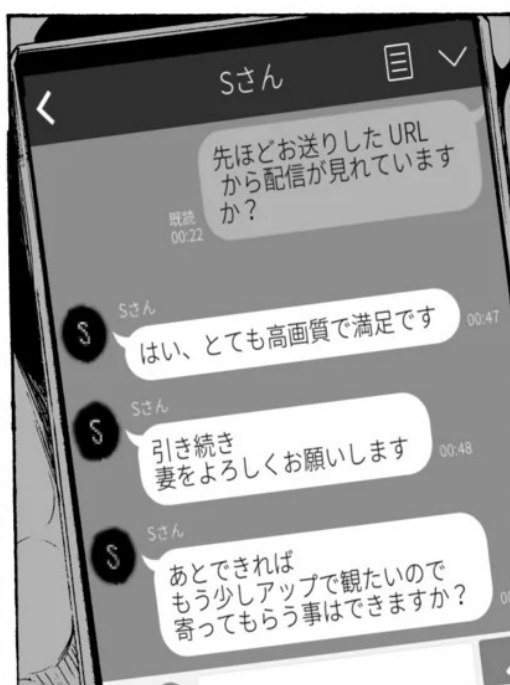 Sさん
先ほどお送りした URL
から配信が見れています
か？
既読
00:22
Sさん
S
はい、とても高画質で満足です
00:47
Sさん
S
引き続き
妻をよろしくお願いします
00:48
Sさん
S
あとできれば
もう少しアップで観たいので
寄ってもらう事はできますか？